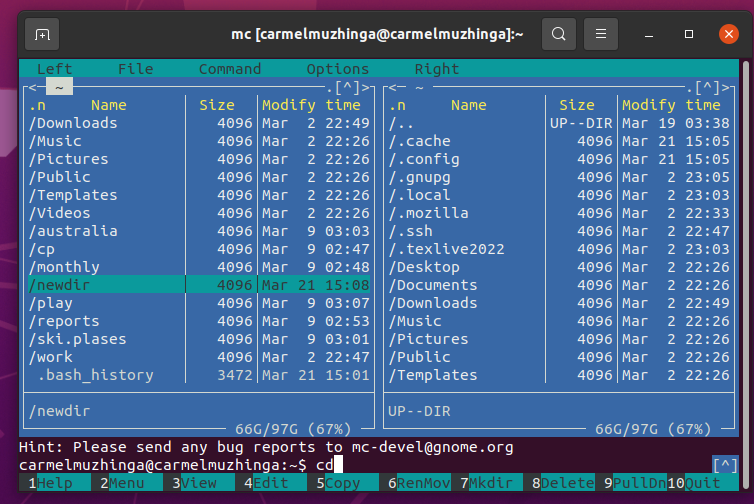 mc [carmelmuzhinga@carmelmuzhinga]:~
Left File Command Options Right
<─ ~ .[^]>
.n Name Size Modify time
/Downloads 4096 Mar 2 22:49
/Music 4096 Mar 2 22:26
/Pictures 4096 Mar 2 22:26
/Public 4096 Mar 2 22:26
/Templates 4096 Mar 2 22:26
/Videos 4096 Mar 2 22:26
/australia 4096 Mar 9 03:03
/cp 4096 Mar 9 02:47
/monthly 4096 Mar 9 02:48
/newdir 4096 Mar 21 15:08
/play 4096 Mar 9 03:07
/reports 4096 Mar 9 02:53
/ski.plases 4096 Mar 9 03:01
/work 4096 Mar 2 22:47
.bash_history 3472 Mar 21 15:01
/newdir
66G/97G (67%)
<─ ~ .[^]>
.n Name Size Modify time
/.. UP--DIR Mar 19 03:38
/.cache 4096 Mar 21 15:05
/.config 4096 Mar 21 15:05
/.gnupg 4096 Mar 2 23:05
/.local 4096 Mar 2 23:03
/.mozilla 4096 Mar 2 22:33
/.ssh 4096 Mar 2 22:47
/.texlive2022 4096 Mar 2 23:03
/Desktop 4096 Mar 2 22:26
/Documents 4096 Mar 2 22:26
/Downloads 4096 Mar 2 22:49
/Music 4096 Mar 2 22:26
/Pictures 4096 Mar 2 22:26
/Public 4096 Mar 2 22:26
/Templates 4096 Mar 2 22:26
UP--DIR
66G/97G (67%)
Hint: Please send any bug reports to mc-devel@gnome.org
carmelmuzhinga@carmelmuzhinga:~$ cd [^]
1Help 2Menu 3View 4Edit 5Copy 6RenMov 7Mkdir 8Delete 9PullDn 10Quit